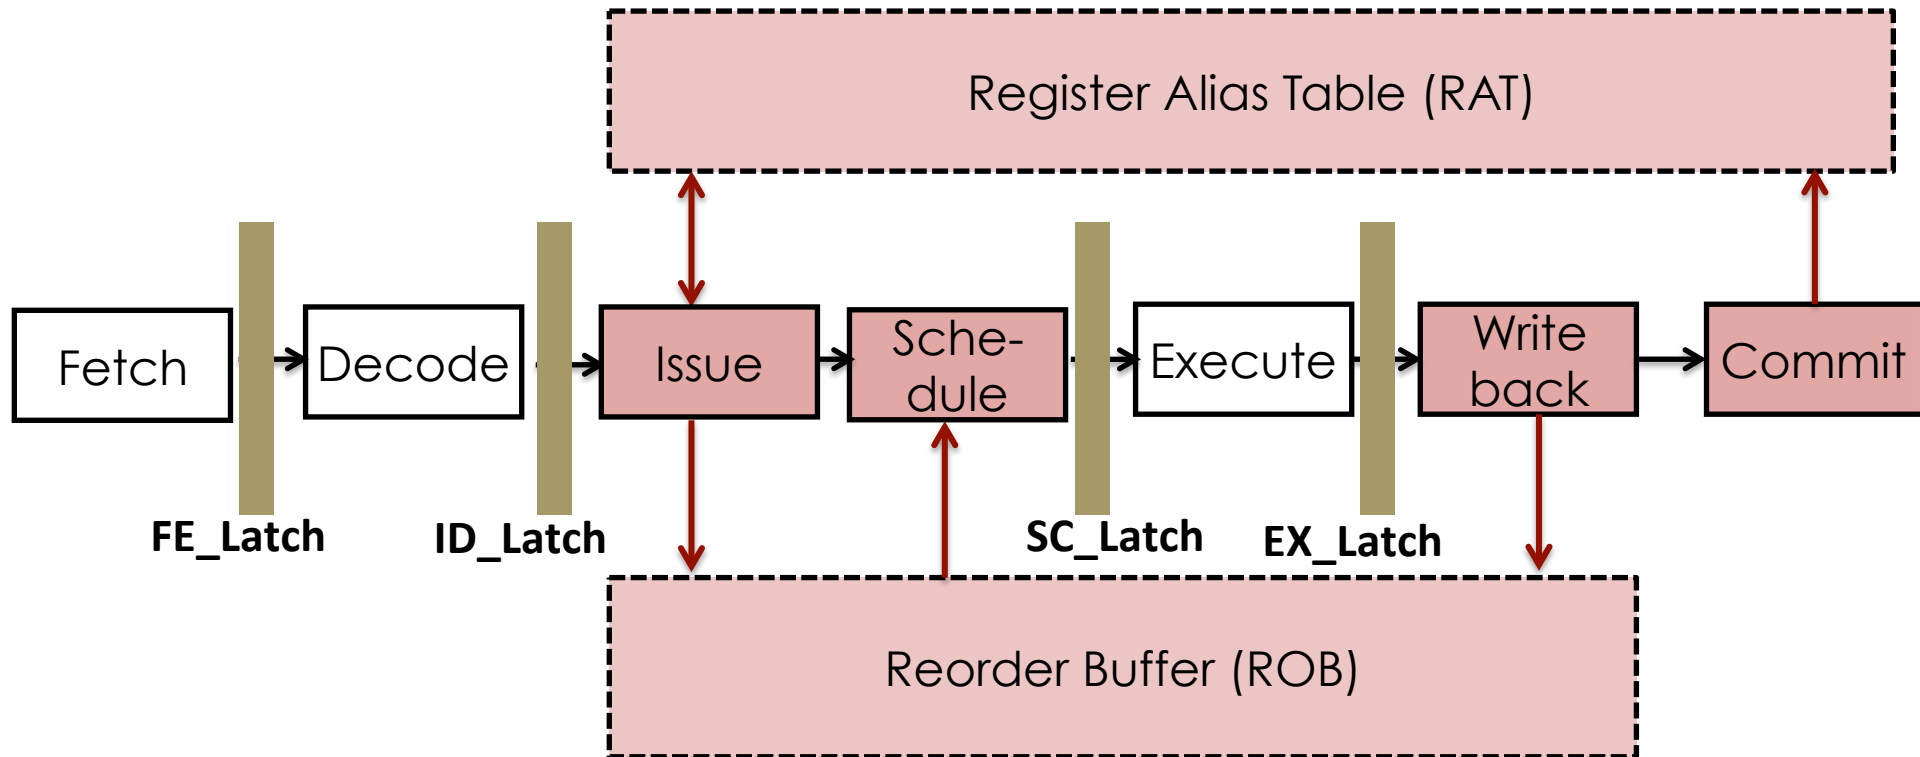 Register Alias Table (RAT)
Fetch
Decode
Issue
Sche-
dule
Execute
Write
back
Commit
FE_Latch
ID_Latch
SC_Latch
EX_Latch
Reorder Buffer (ROB)